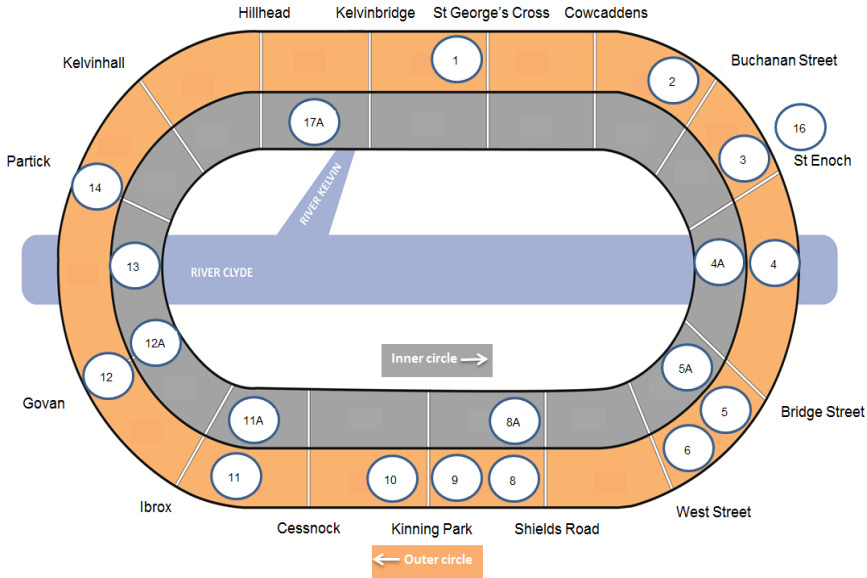 Hillhead
Kelvinbridge
St George's Cross
Cowcaddens
Kelvinhall
Buchanan Street
1
2
17A
16
3
St Enoch
Partick
14
RIVER KELVIN
13
RIVER CLYDE
4A
4
12A
Inner circle
12
5A
Govan
5
Bridge Street
11A
8A
6
11
10
9
8
Ibrox
West Street
Cessnock
Kinning Park
Shields Road
Outer circle